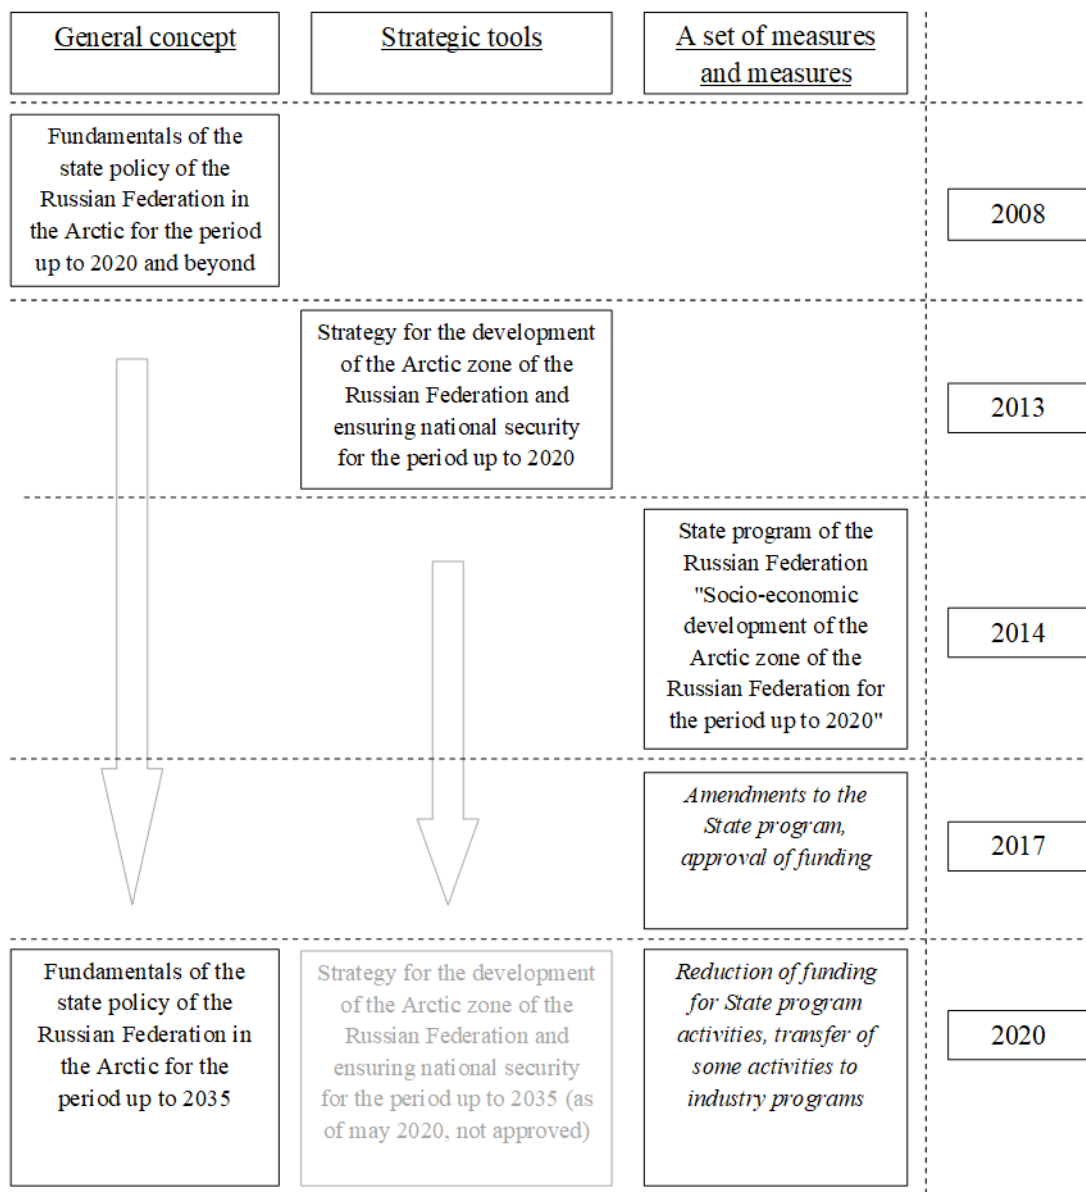 General concept
Strategic tools
A set of measures
and measures
Fundamentals of the
state policy of the
Russian Federation in
the Arctic for the period
up to 2020 and beyond
2008
Strategy for the development
of the Arctic zone of the
Russian Federation and
ensuring national security
for the period up to 2020
2013
State program of the
Russian Federation
"Socio-economic
development of the
Arctic zone of the
Russian Federation for
the period up to 2020"
2014
Amendments to the
State program,
approval of funding
2017
Fundamentals of the
state policy of the
Russian Federation in
the Arctic for the
period up to 2035
Strategy for the development
of the Arctic zone of the
Russian Federation and
ensuring national security
for the period up to 2035 (as
of may 2020, not approved)
Reduction of funding
for State program
activities, transfer of
some activities to
industry programs
2020